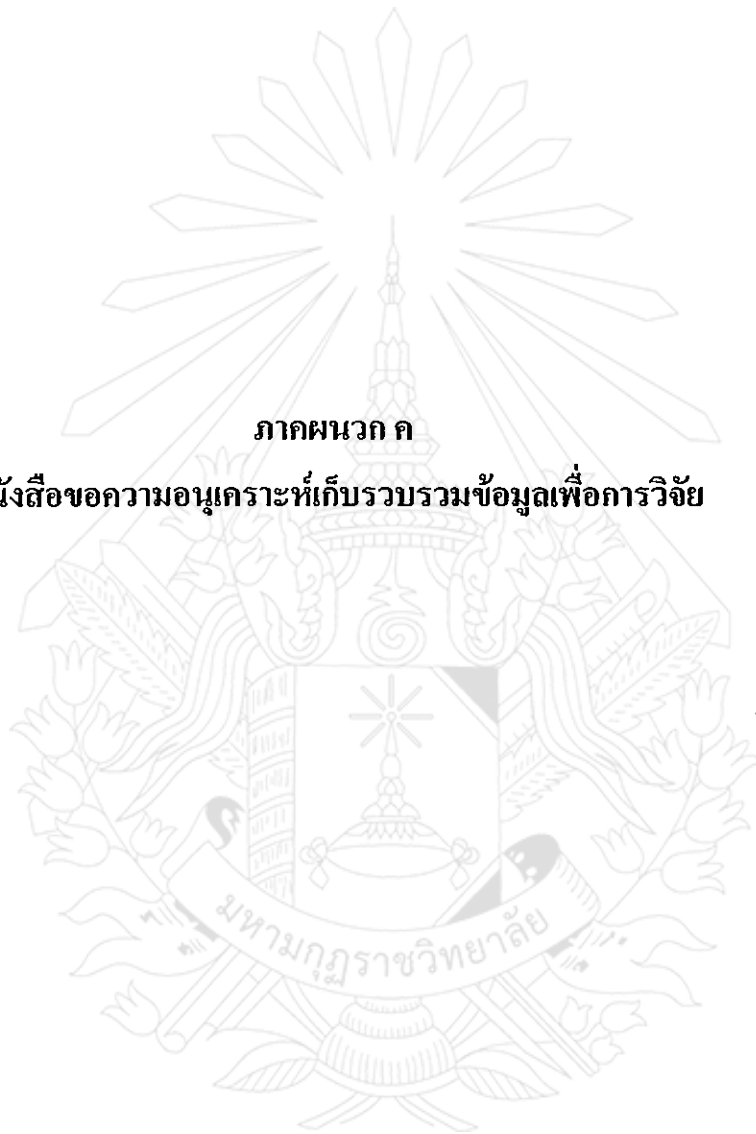 ภาคผนวก ค
ังสือขอความอนุเคราะห์เก็บรวบรวมข้อมูลเพื่อการวิจัย
มหามกุฏราชวิทยาลัย